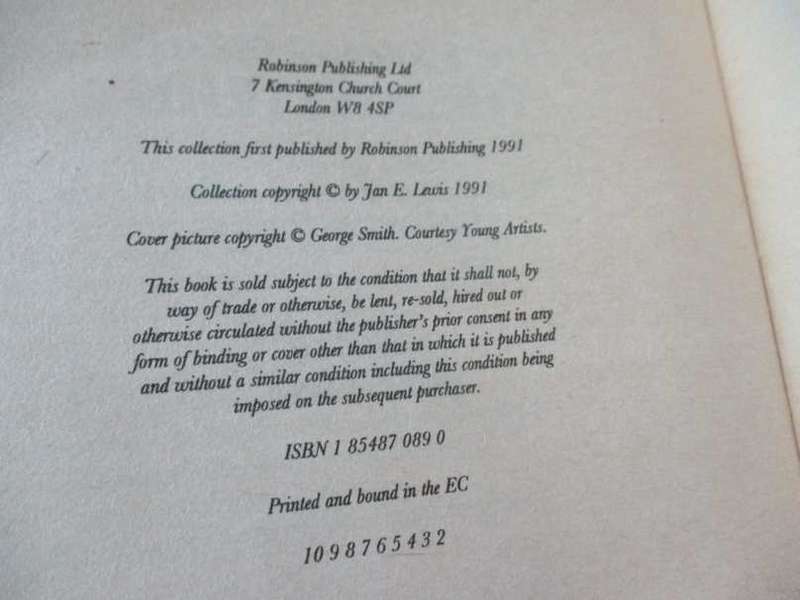 Robinson Publishing Ltd
7 Kensington Church Court
London W8 4SP
This collection first published by Robinson Publishing 1991
Collection copyright © by Jan E. Lewis 1991
Cover picture copyright © George Smith. Courtesy Young Artists.
This book is sold subject to the condition that it shall not, by
way of trade or otherwise, be lent, re-sold, hired out or
otherwise circulated without the publisher's prior consent in any
form of binding or cover other than that in which it is published
and without a similar condition including this condition being
imposed on the subsequent purchaser.
ISBN 1 85487 089 0
Printed and bound in the EC
10 9 8 7 6 5 4 3 2